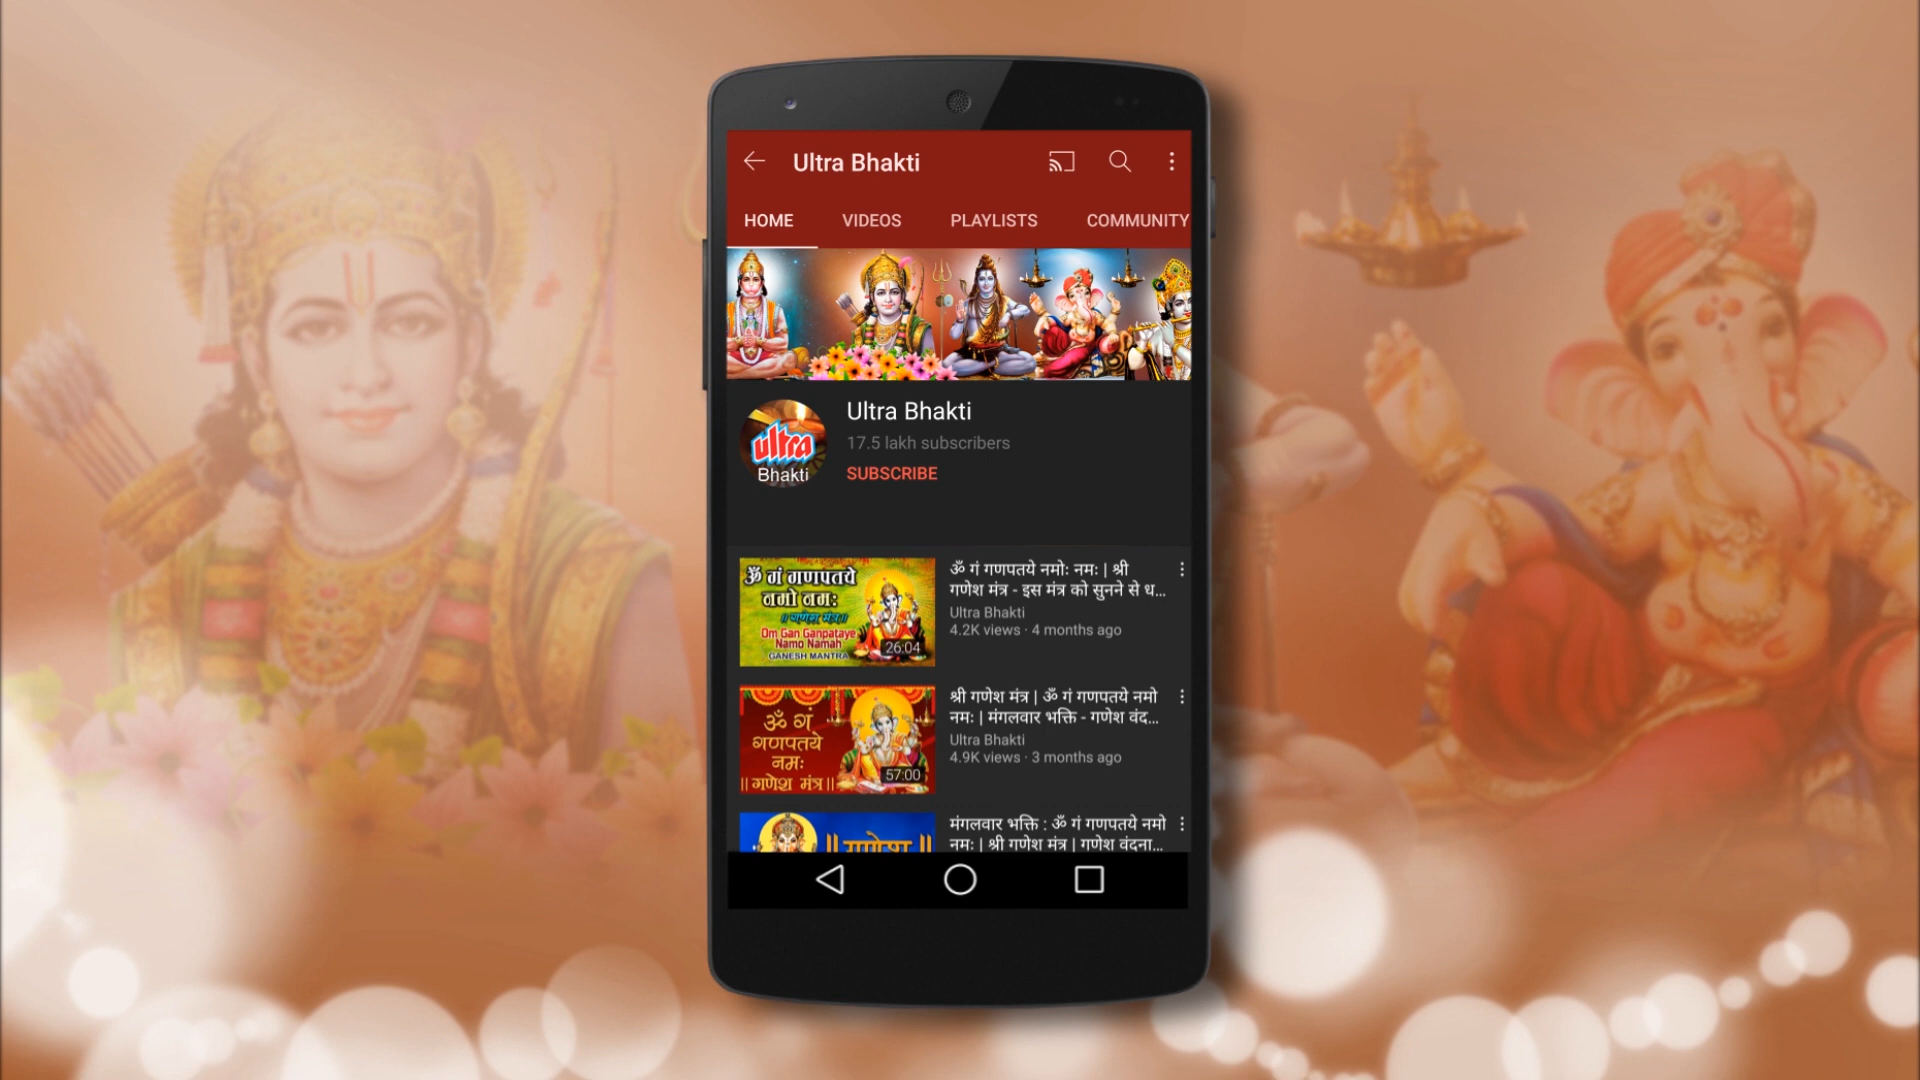 Ultra Bhakti
HOME VIDEOS PLAYLISTS COMMUNITY
Ultra Bhakti
17.5 lakh subscribers
SUBSCRIBE
ultra
Bhakti
ॐ गं गणपतये
नमो नमः
|| गणेश मंत्र ||
Om Gan Ganpataye
Namo Namah
GANESH MANTRA
26:04
ॐ गं गणपतये नमोः नमः | श्री
गणेश मंत्र - इस मंत्र को सुनने से ध...
Ultra Bhakti
4.2K views · 4 months ago
ॐ गं
गणपतये
नमः
|| गणेश मंत्र ||
57:00
श्री गणेश मंत्र | ॐ गं गणपतये नमो
नमः | मंगलवार भक्ति - गणेश वंद...
Ultra Bhakti
4.9K views · 3 months ago
|| गणेश ||
मंगलवार भक्ति : ॐ गं गणपतये नमो
नमः | श्री गणेश मंत्र | गणेश वंदना...